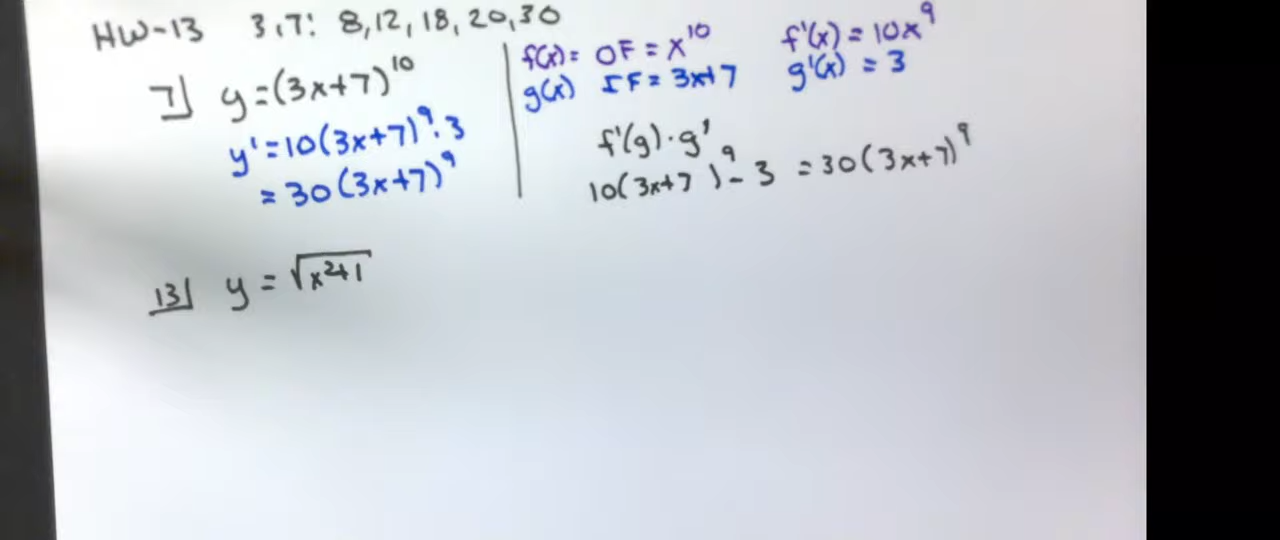 HW-13 3.7: 8, 12, 18, 20, 30
7] y = (3x+7)^10
y' = 10(3x+7)^9 · 3
= 30(3x+7)^9
f(x) = OF = x^10 f'(x) = 10x^9
g(x) IF = 3x+7 g'(x) = 3
f'(g) · g'
10(3x+7)^9 · 3 = 30(3x+7)^9
13] y = √(x²+1)